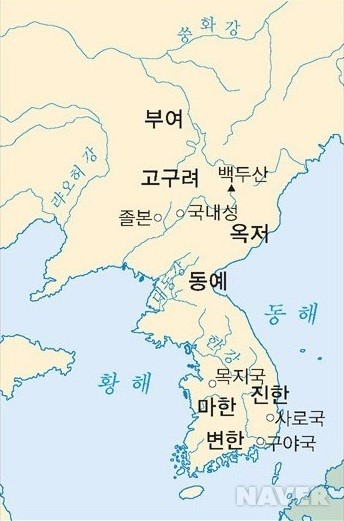 쑹화강
부여
랴오허강
고구려
백두산
졸본
국내성
옥저
대동강
동예
동해
한강
황해
목지국
마한
진한
사로국
변한
구야국
NAVER